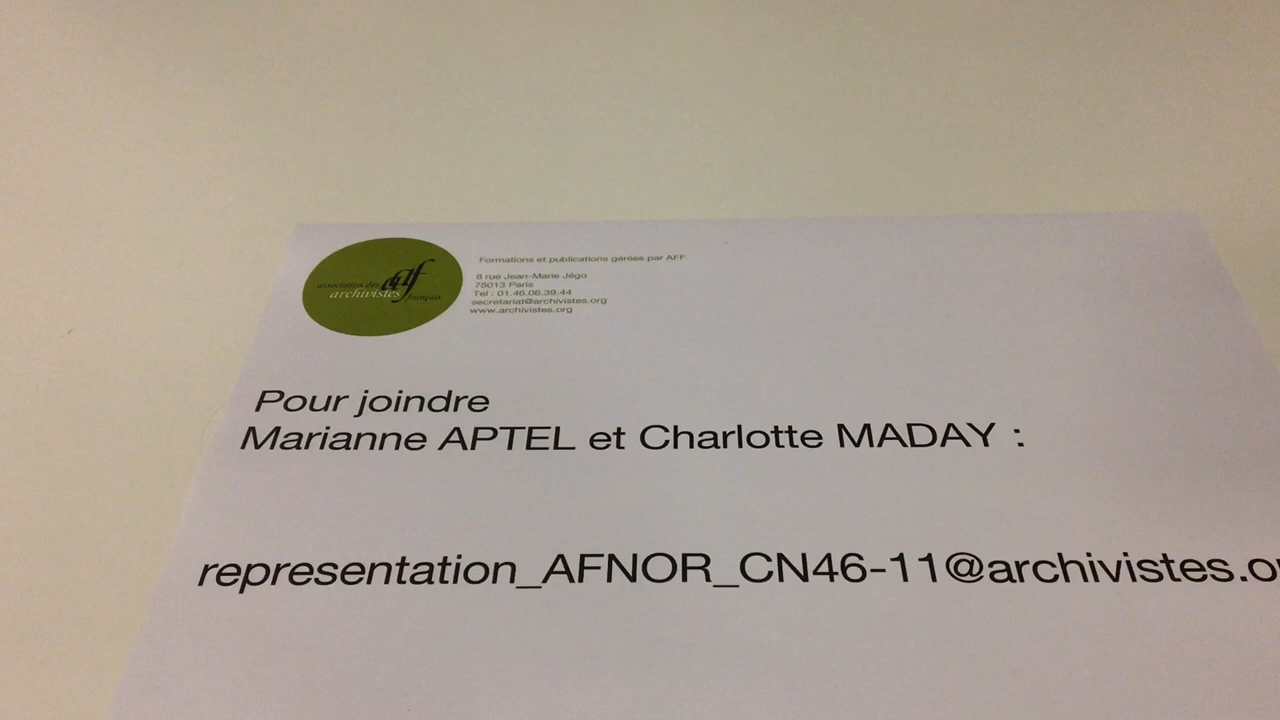 association des aaf
archivistes français
Formations et publications gérées par AFF
8 rue Jean-Marie Jégo
75013 Paris
Tel : 01.46.06.39.44
secretariat@archivistes.org
www.archivistes.org
Pour joindre
Marianne APTEL et Charlotte MADAY :
representation_AFNOR_CN46-11@archivistes.o